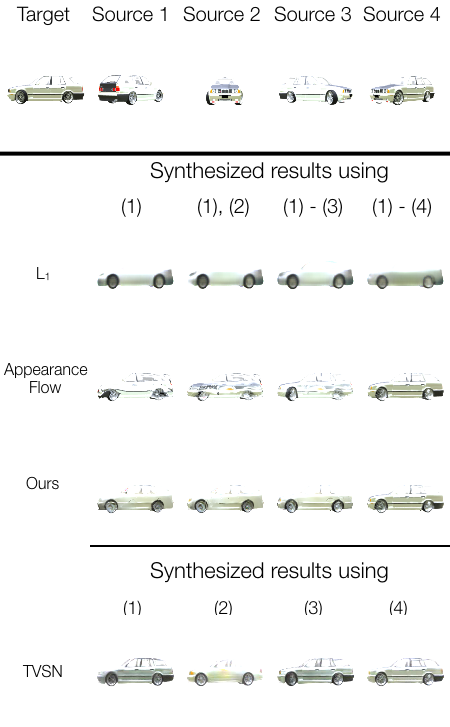 Target Source 1 Source 2 Source 3 Source 4
Synthesized results using
(1) (1), (2) (1) - (3) (1) - (4)
L1
Appearance
Flow
Ours
Synthesized results using
(1) (2) (3) (4)
TVSN